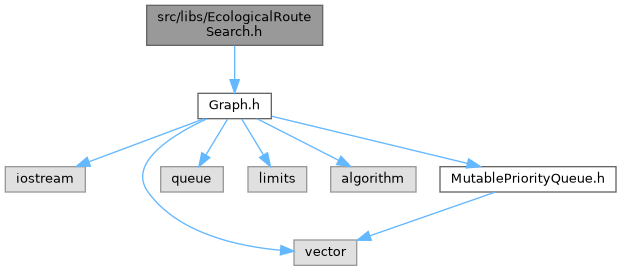 src/libs/EcologicalRoute
Search.h
Graph.h
iostream
queue
limits
algorithm
MutablePriorityQueue.h
vector